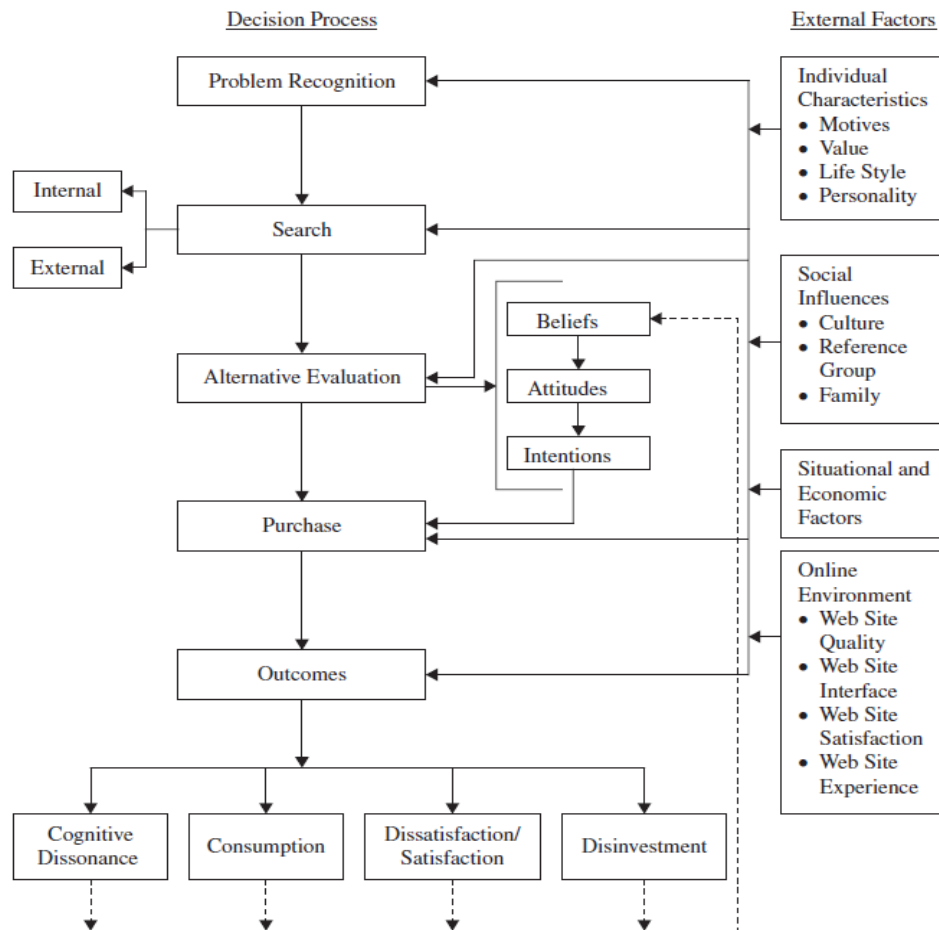 Decision Process
External Factors
Problem Recognition
Individual
Characteristics
• Motives
• Value
• Life Style
• Personality
Internal
Search
External
Social
Influences
• Culture
• Reference
Group
• Family
Beliefs
Alternative Evaluation
Attitudes
Intentions
Situational and
Economic
Factors
Purchase
Online
Environment
• Web Site
Quality
• Web Site
Interface
• Web Site
Satisfaction
• Web Site
Experience
Outcomes
Cognitive
Dissonance
Consumption
Dissatisfaction/
Satisfaction
Disinvestment